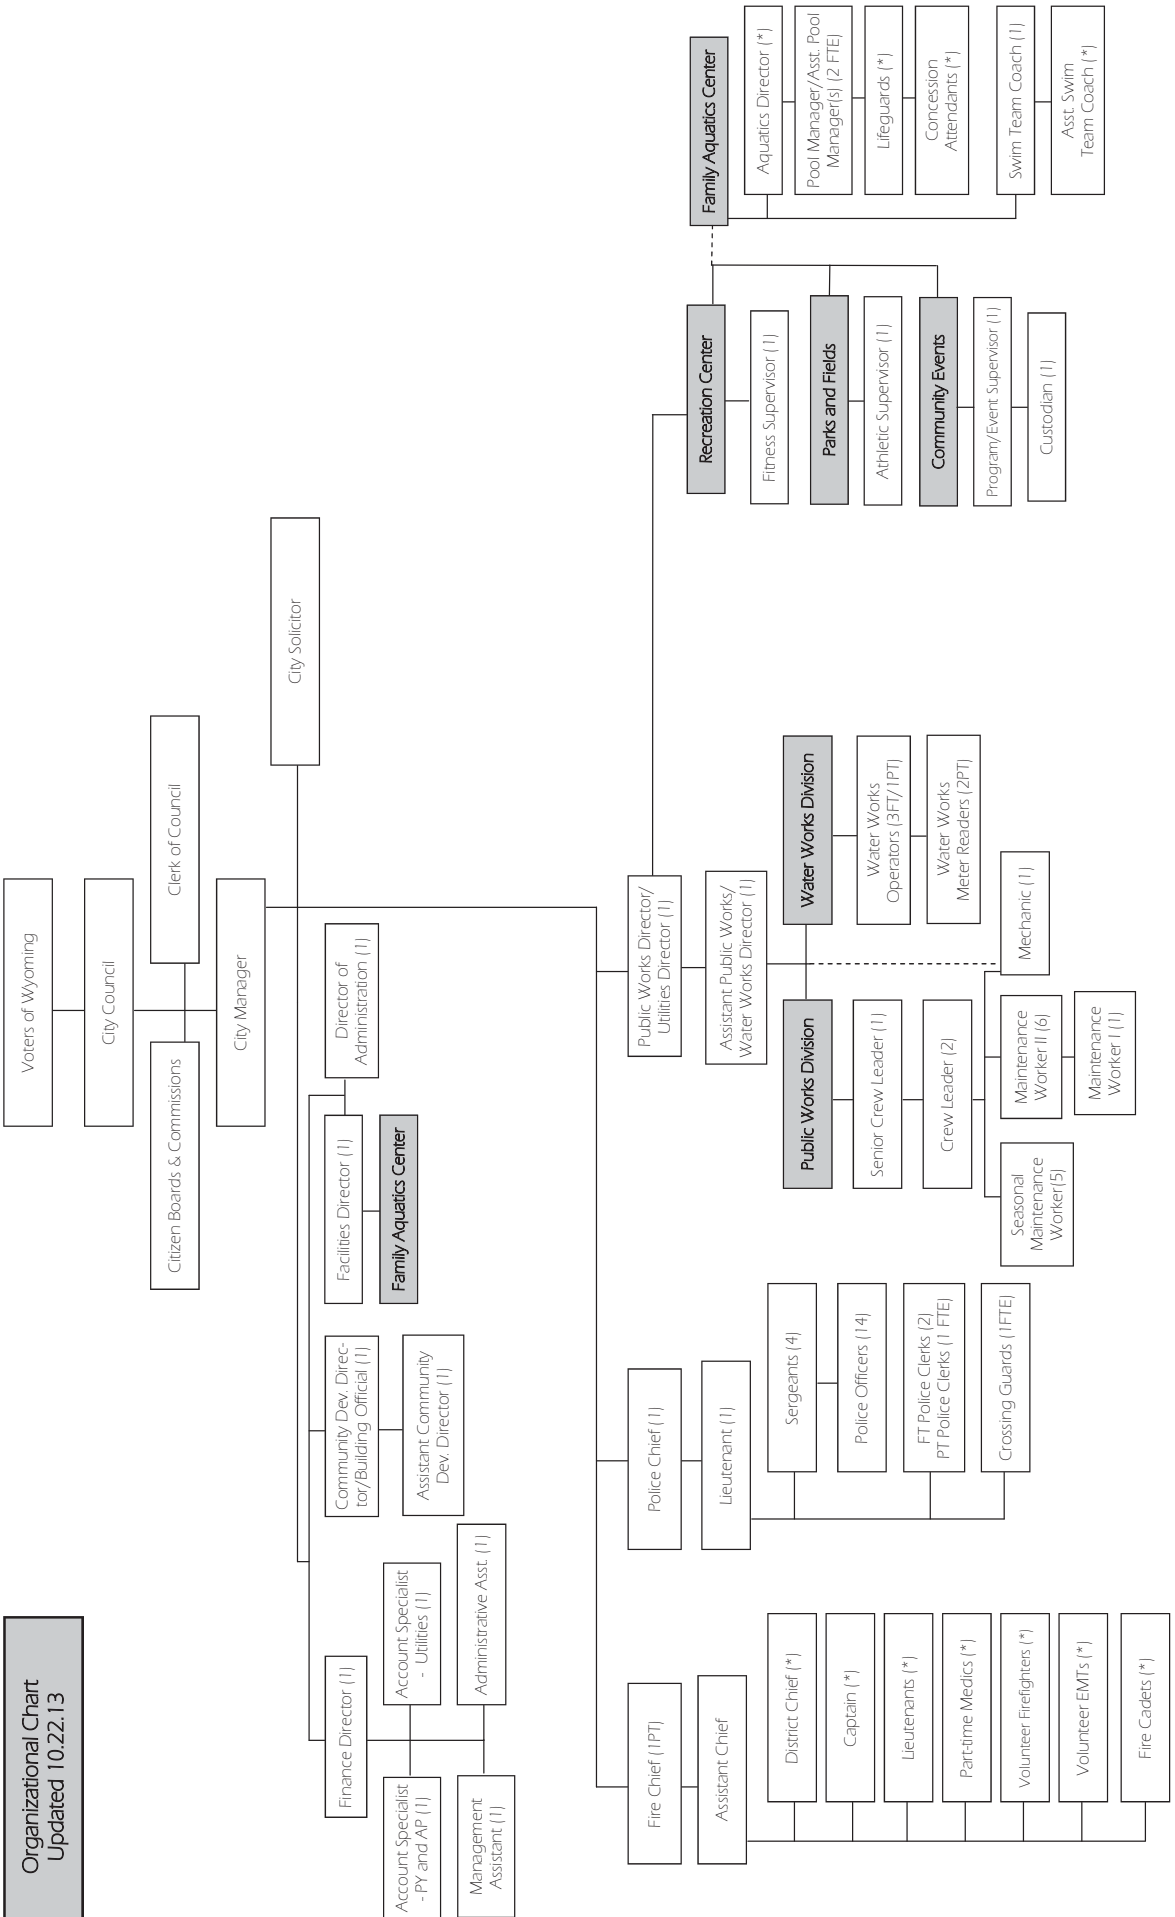 Organizational Chart
Updated 10.22.13
Voters of Wyoming
City Council
Citizen Boards & Commissions
Clerk of Council
City Manager
City Solicitor
Finance Director (1)
Account Specialist
- PY and AP (1)
Account Specialist
- Utilities (1)
Management
Assistant (1)
Administrative Asst. (1)
Community Dev. Direc-
tor/Building Official (1)
Assistant Community
Dev. Director (1)
Facilities Director (1)
Family Aquatics Center
Director of
Administration (1)
Fire Chief (1PT)
Assistant Chief
District Chief (*)
Captain (*)
Lieutenants (*)
Part-time Medics (*)
Volunteer Firefighters (*)
Volunteer EMTs (*)
Fire Cadets (*)
Police Chief (1)
Lieutenant (1)
Sergeants (4)
Police Officers (14)
FT Police Clerks (2)
PT Police Clerks (1 FTE)
Crossing Guards (1FTE)
Public Works Director/
Utilities Director (1)
Assistant Public Works/
Water Works Director (1)
Public Works Division
Senior Crew Leader (1)
Crew Leader (2)
Seasonal
Maintenance
Worker(5)
Maintenance
Worker II (6)
Maintenance
Worker I (1)
Mechanic (1)
Water Works Division
Water Works
Operators (3FT/1PT)
Water Works
Meter Readers (2PT)
Recreation Center
Fitness Supervisor (1)
Parks and Fields
Athletic Supervisor (1)
Community Events
Program/Event Supervisor (1)
Custodian (1)
Family Aquatics Center
Aquatics Director (*)
Pool Manager/Asst. Pool
Manager(s) (2 FTE)
Lifeguards (*)
Concession
Attendants (*)
Swim Team Coach (1)
Asst. Swim
Team Coach (*)